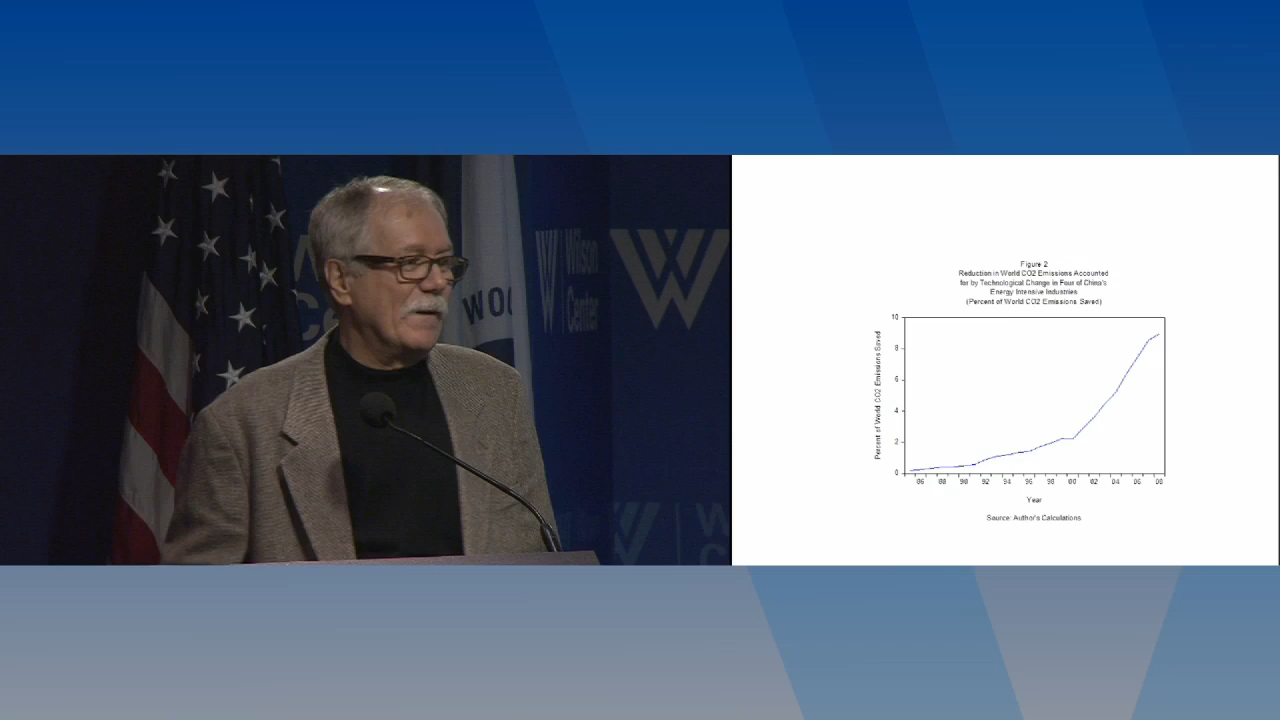 WOO
Wilson
Center
Figure 2
Reduction in World CO2 Emissions Accounted
for by Technological Change in Four of China's
Energy Intensive Industries
(Percent of World CO2 Emissions Saved)
Percent of World CO2 Emissions Saved
10
8
6
4
2
0
86 88 90 92 94 96 98 00 02 04 06 08
Year
Source: Author's Calculations